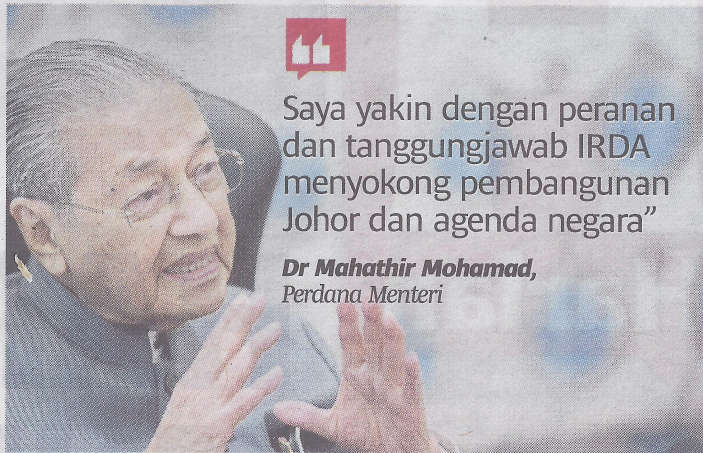 Saya yakin dengan peranan
dan tanggungjawab IRDA
menyokong pembangunan
Johor dan agenda negara”
Dr Mahathir Mohamad,
Perdana Menteri